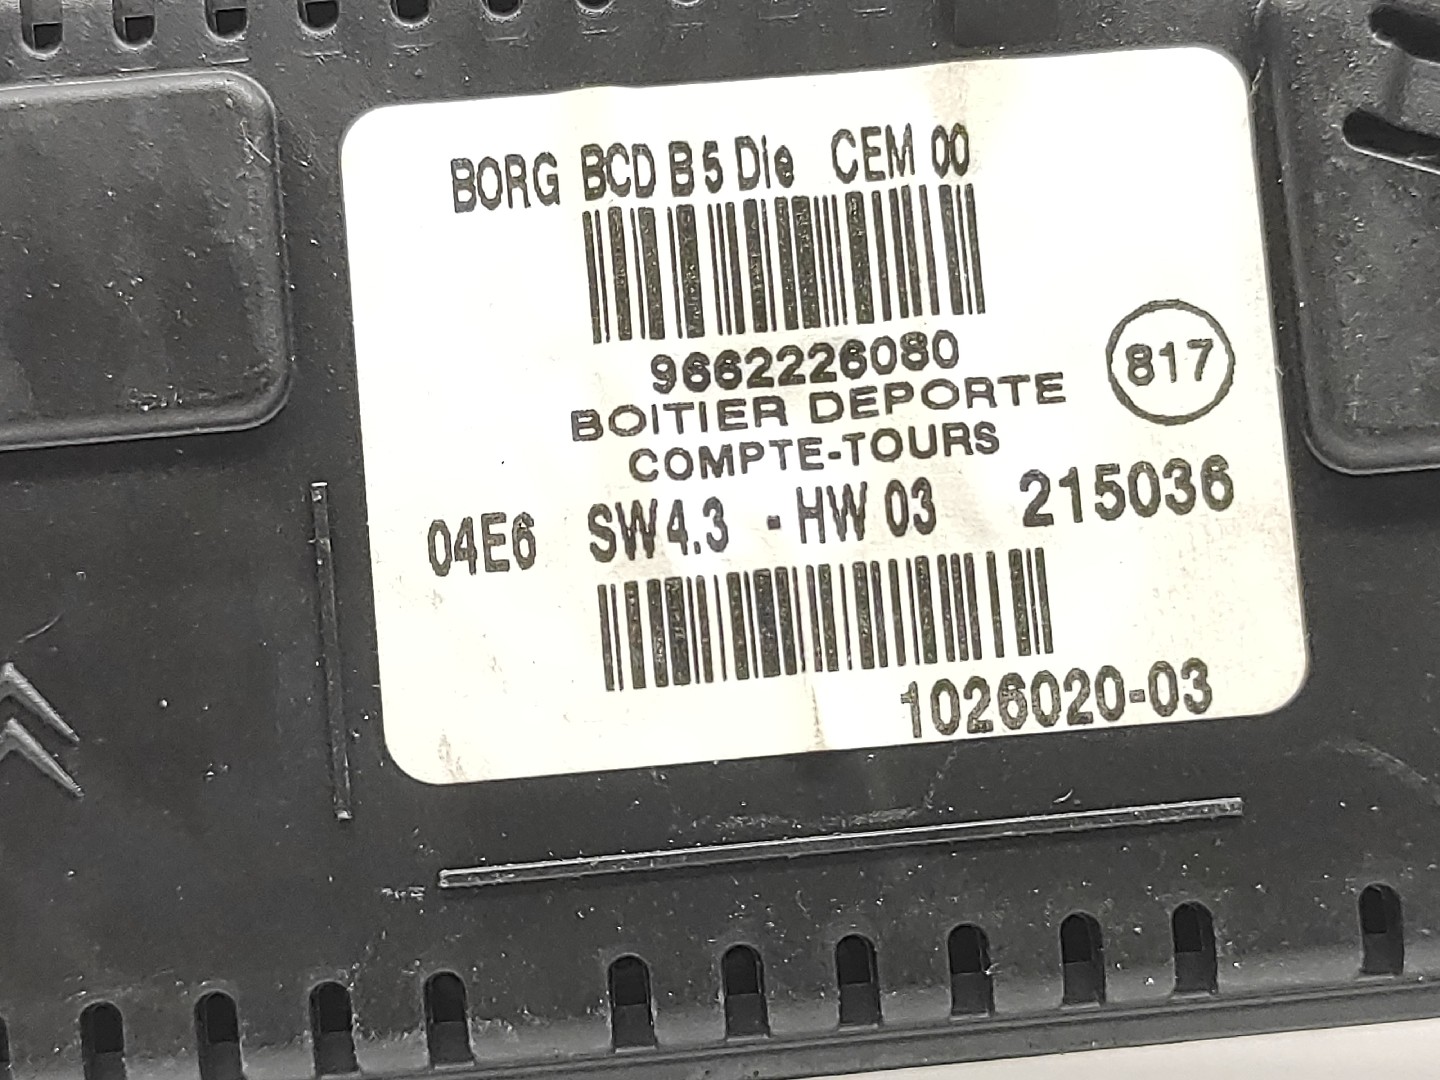 BORG BCD B5 Die CEM 00
9662226080
BOITIER DEPORTE
COMPTE-TOURS
817
04E6 SW4.3 - HW 03 215036
1026020-03